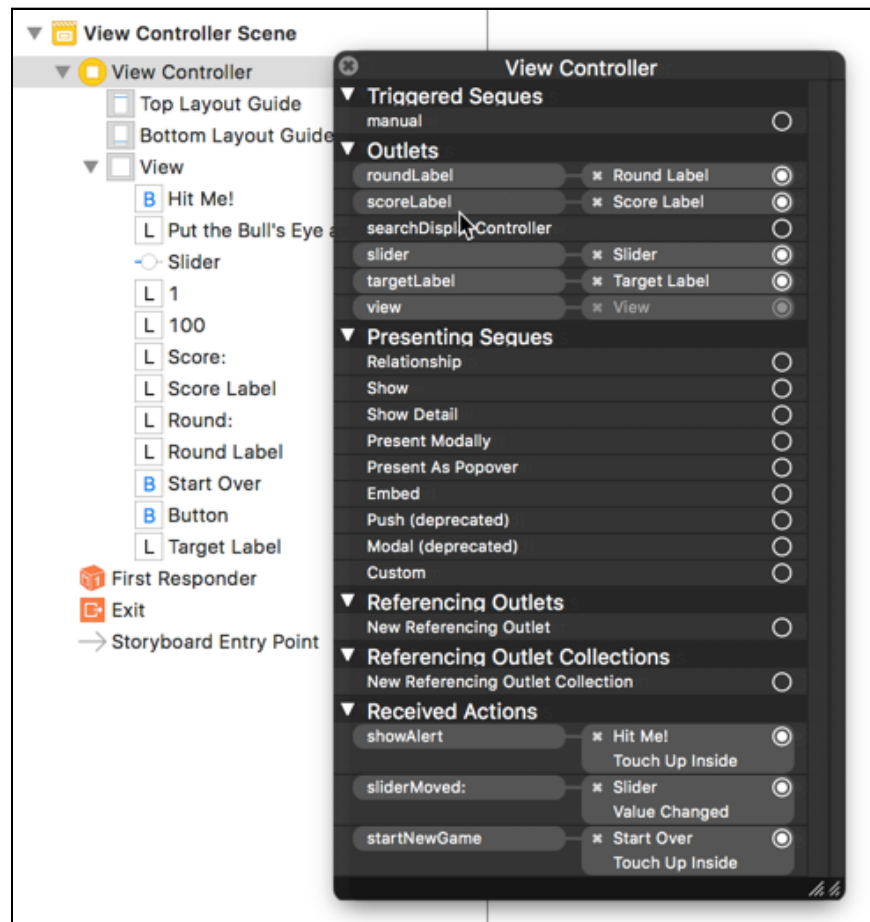 View Controller Scene
View Controller
Top Layout Guide
Bottom Layout Guide
View
B Hit Me!
L Put the Bull's Eye a
Slider
L 1
L 100
L Score:
L Score Label
L Round:
L Round Label
B Start Over
B Button
L Target Label
First Responder
Exit
Storyboard Entry Point
View Controller
Triggered Segues
manual
Outlets
roundLabel Round Label
scoreLabel Score Label
searchDisplayController
slider Slider
targetLabel Target Label
view View
Presenting Segues
Relationship
Show
Show Detail
Present Modally
Present As Popover
Embed
Push (deprecated)
Modal (deprecated)
Custom
Referencing Outlets
New Referencing Outlet
Referencing Outlet Collections
New Referencing Outlet Collection
Received Actions
showAlert Hit Me!
Touch Up Inside
sliderMoved: Slider
Value Changed
startNewGame Start Over
Touch Up Inside